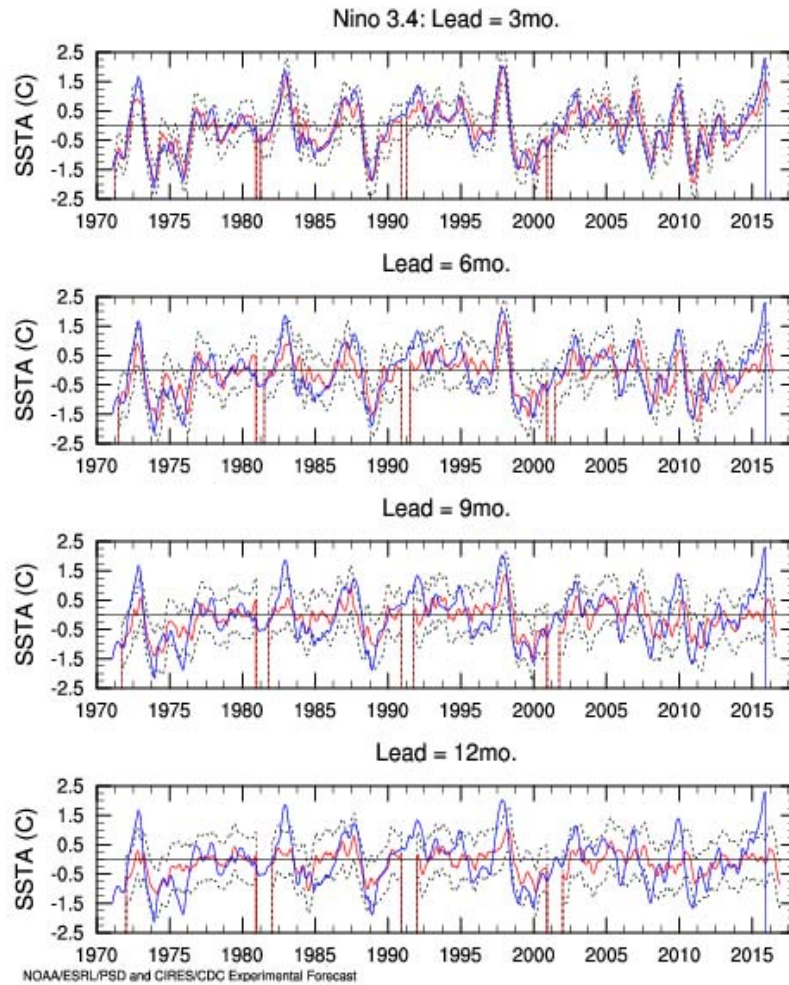 Nino 3.4: Lead = 3mo.
SSTA (C)
2.5
1.5
0.5
-0.5
-1.5
-2.5
1970 1975 1980 1985 1990 1995 2000 2005 2010 2015
Lead = 6mo.
SSTA (C)
2.5
1.5
0.5
-0.5
-1.5
-2.5
1970 1975 1980 1985 1990 1995 2000 2005 2010 2015
Lead = 9mo.
SSTA (C)
2.5
1.5
0.5
-0.5
-1.5
-2.5
1970 1975 1980 1985 1990 1995 2000 2005 2010 2015
Lead = 12mo.
SSTA (C)
2.5
1.5
0.5
-0.5
-1.5
-2.5
1970 1975 1980 1985 1990 1995 2000 2005 2010 2015
NOAA/ESRL/PSD and CIRES/CDC Experimental Forecast